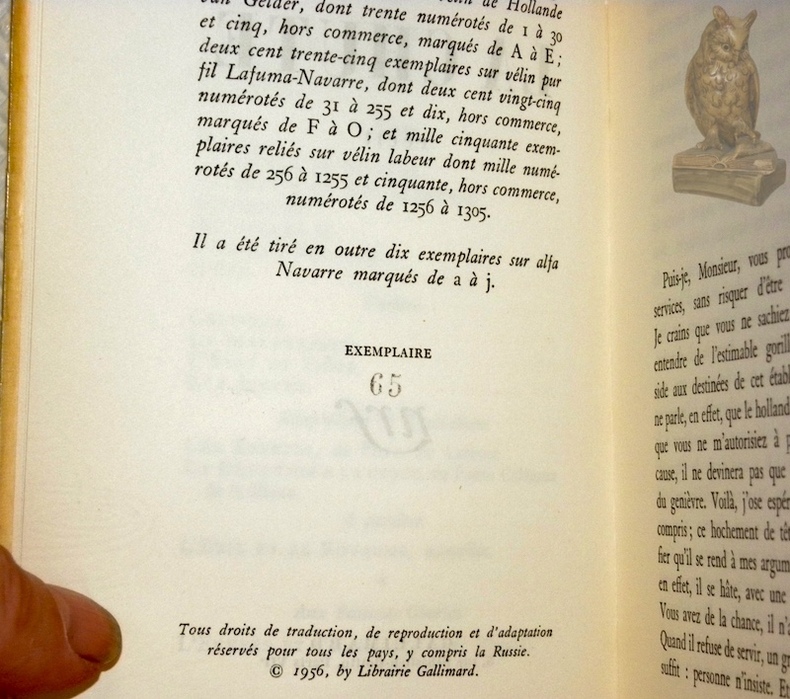 Van Gelder, dont trente numérotés de 1 à 30
et cinq, hors commerce, marqués de A à E;
deux cent trente-cinq exemplaires sur vélin pur
fil Lafuma-Navarre, dont deux cent vingt-cinq
numérotés de 31 à 255 et dix, hors commerce,
marqués de F à O; et mille cinquante exem-
plaires reliés sur vélin labeur dont mille numé-
rotés de 256 à 1255 et cinquante, hors commerce,
numérotés de 1256 à 1305.
Il a été tiré en outre dix exemplaires sur alfa
Navarre marqués de a à j.
EXEMPLAIRE
65
nrf
Tous droits de traduction, de reproduction et d'adaptation
réservés pour tous les pays, y compris la Russie.
© 1956, by Librairie Gallimard.
Puis-je, Monsieur, vous pro
services, sans risquer d'être
Je crains que vous ne sachiez
entendre de l'estimable gorill
side aux destinées de cet établ
ne parle, en effet, que le holland
que vous ne m'autorisiez à p
cause, il ne devinera pas que
du genièvre. Voilà, j'ose espér
compris; ce hochement de têt
fier qu'il se rend à mes argum
en effet, il se hâte, avec une
Vous avez de la chance, il n'a
Quand il refuse de servir, un gr
suffit : personne n'insiste. Et